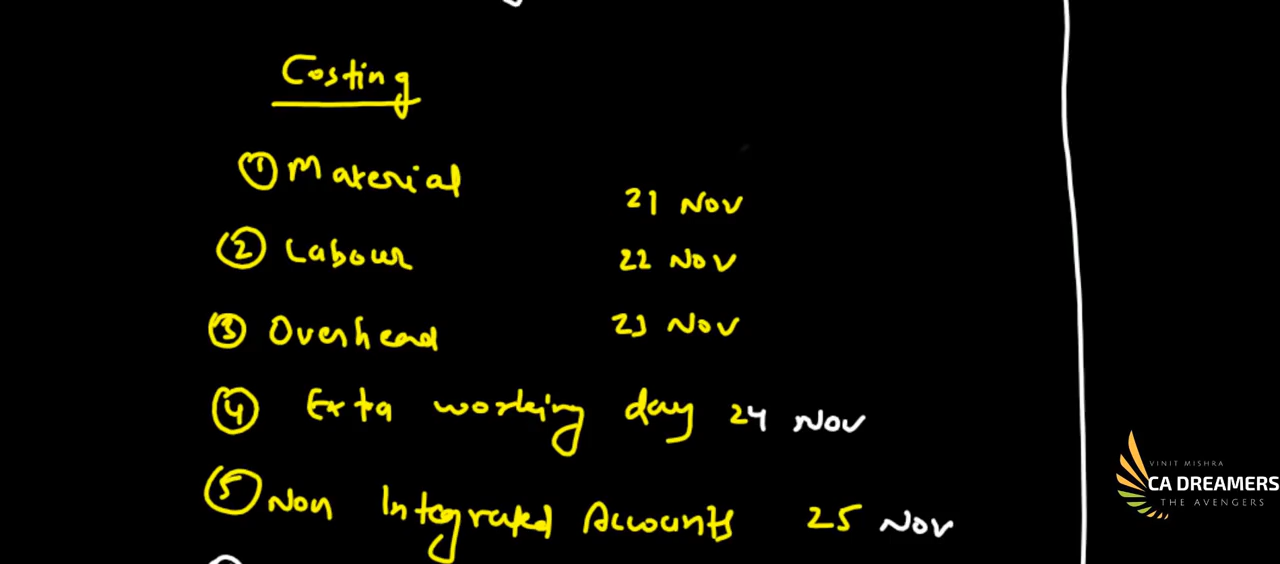 Costing
① Material 21 Nov
② Labour 22 Nov
③ Overhead 23 Nov
④ Exta working day 24 Nov
⑤ Non Integrated Accounts 25 Nov
VINIT MISHRA
CA DREAMERS
THE AVENGERS